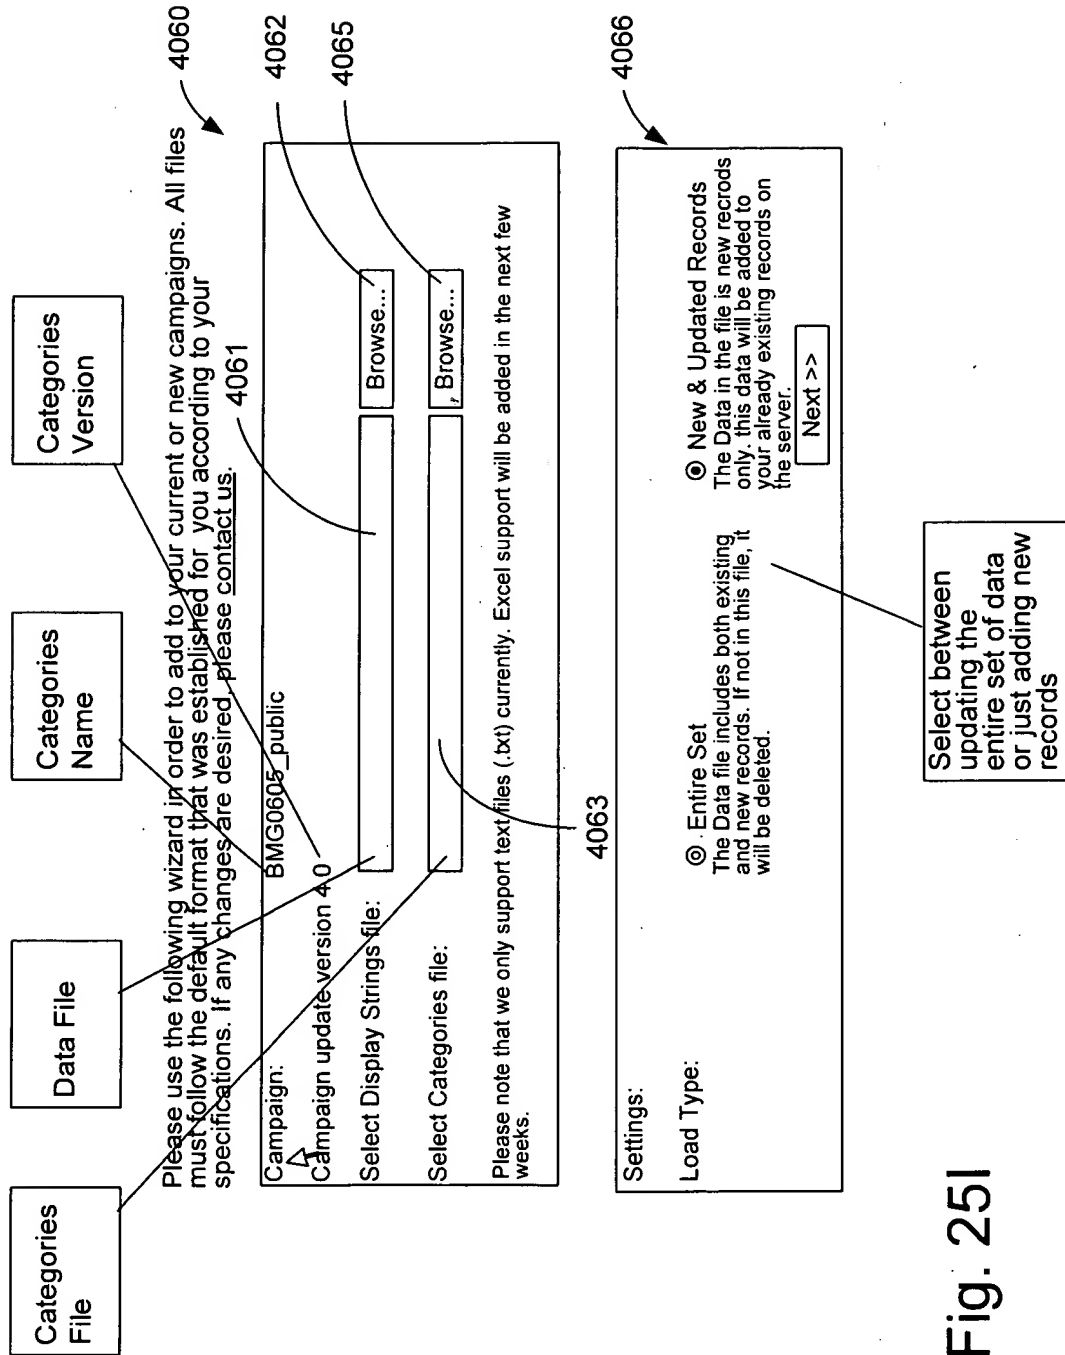 Categories
File
Data File
Categories
Name
Categories
Version
Please use the following wizard in order to add to your current or new campaigns. All files
must follow the default format that was established for you according to your
specifications. If any changes are desired, please contact us.
4060
4061
4062
4065
Campaign:
BMG0605_public
Campaign update version 4.0
Select Display Strings file:
Browse...
Select Categories file:
Browse...
Please note that we only support text files (.txt) currently. Excel support will be added in the next few
weeks.
4063
4066
Settings:
Load Type:
Entire Set
The Data file includes both existing
and new records. If not in this file, it
will be deleted.
New & Updated Records
The Data in the file is new recrods
only. this data will be added to
your already existing records on
the server.
Next >>
Select between
updating the
entire set of data
or just adding new
records
Fig. 25I